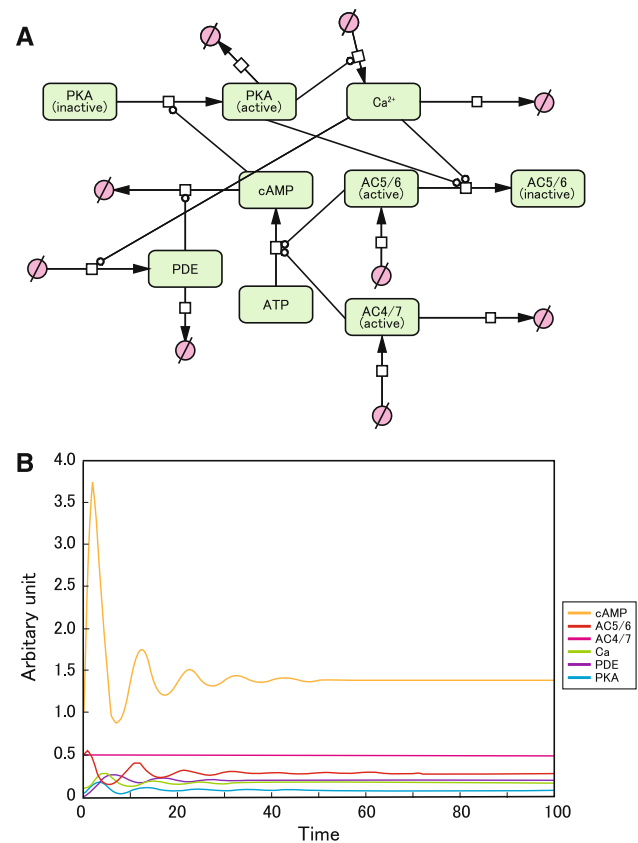 A
PKA
(inactive)
PKA
(active)
Ca²⁺
cAMP
AC5/6
(active)
AC5/6
(inactive)
PDE
ATP
AC4/7
(active)
B
4.0
3.5
3.0
2.5
2.0
1.5
1.0
0.5
0
Arbitary unit
0
20
40
60
80
100
Time
cAMP
AC5/6
AC4/7
Ca
PDE
PKA